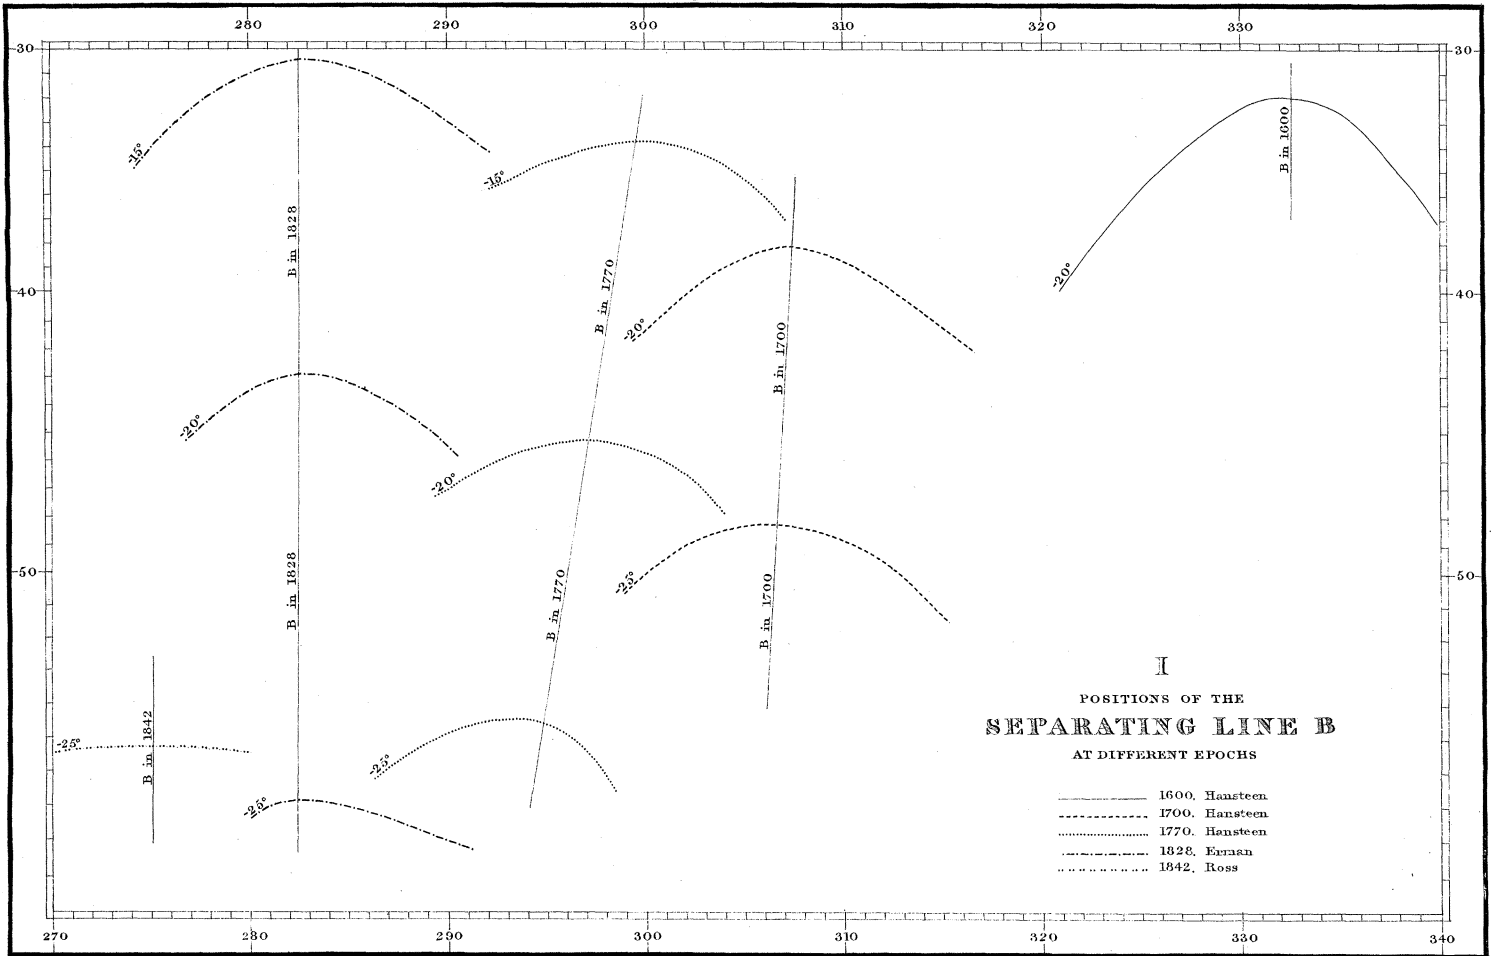 280 290 300 310 320 330
-30 30-
-15°
B in 1600
-15°
B in 1828
-20°
B in 1770
-40 40-
-20°
B in 1700
-20°
-20°
-50 50-
B in 1828
-25°
B in 1770
B in 1700
I
POSITIONS OF THE
SEPARATING LINE B
AT DIFFERENT EPOCHS
B in 1842
-25°
-25°
-25°
1600. Hansteen
1700. Hansteen
1770. Hansteen
1828. Erman
1842. Ross
270 280 290 300 310 320 330 340